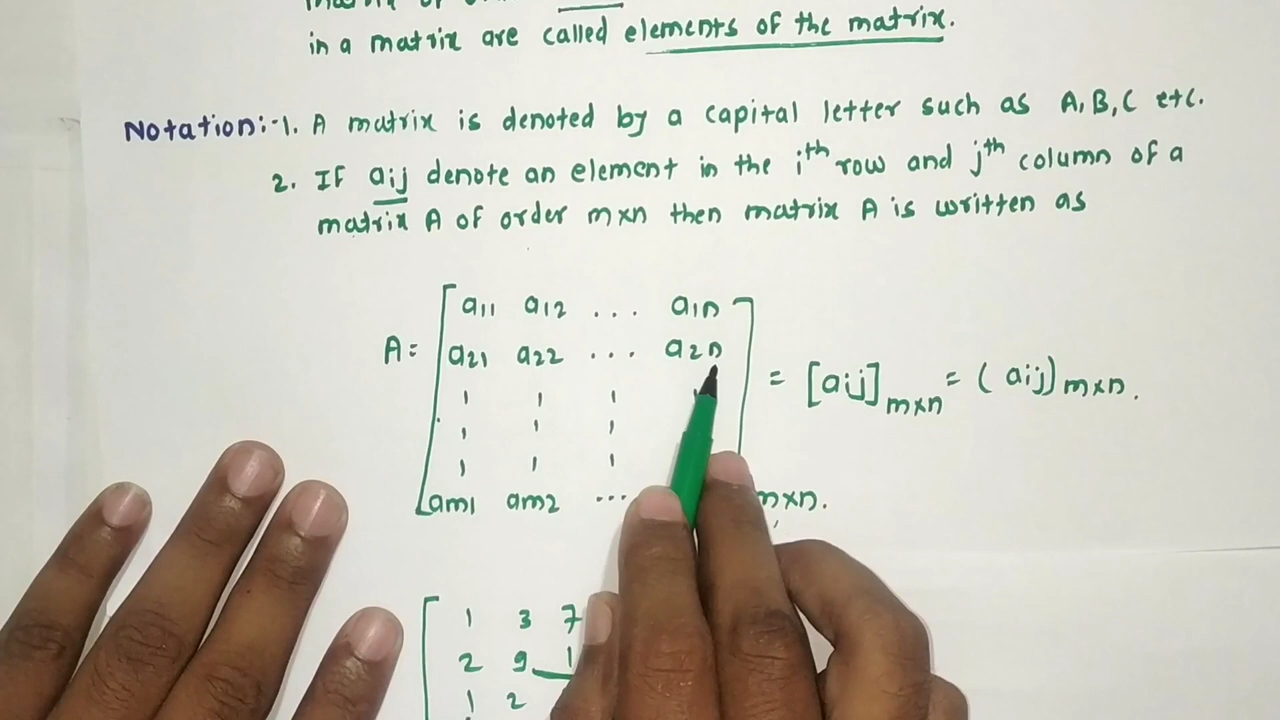 in a matrix are called elements of the matrix.
Notation:-1. A matrix is denoted by a capital letter such as A, B, C etc.
2. If aij denote an element in the ith row and jth column of a
matrix A of order m×n then matrix A is written as
a11 a12 ... a1n
A= a21 a22 ... a2n = [aij]m×n = (aij)m×n.
am1 am2 ... m×n.
1 3 7
2 9 1
1 2